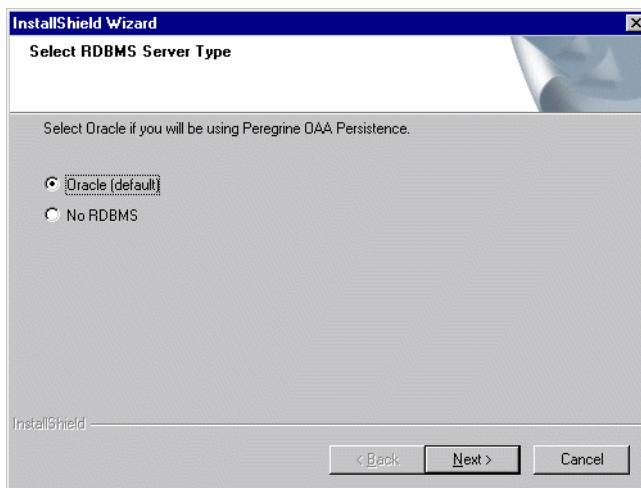 InstallShield Wizard
Select RDBMS Server Type
Select Oracle if you will be using Peregrine OAA Persistence.
Oracle (default)
No RDBMS
InstallShield
< Back
Next >
Cancel